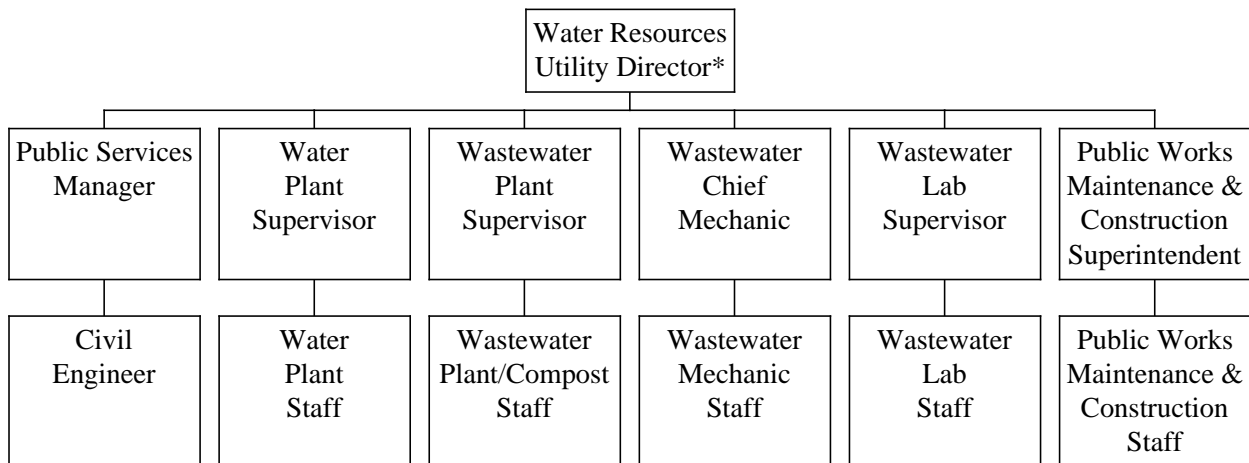 Water Resources
Utility Director*
Public Services
Manager
Water
Plant
Supervisor
Wastewater
Plant
Supervisor
Wastewater
Chief
Mechanic
Wastewater
Lab
Supervisor
Public Works
Maintenance &
Construction
Superintendent
Civil
Engineer
Water
Plant
Staff
Wastewater
Plant/Compost
Staff
Wastewater
Mechanic
Staff
Wastewater
Lab
Staff
Public Works
Maintenance &
Construction
Staff